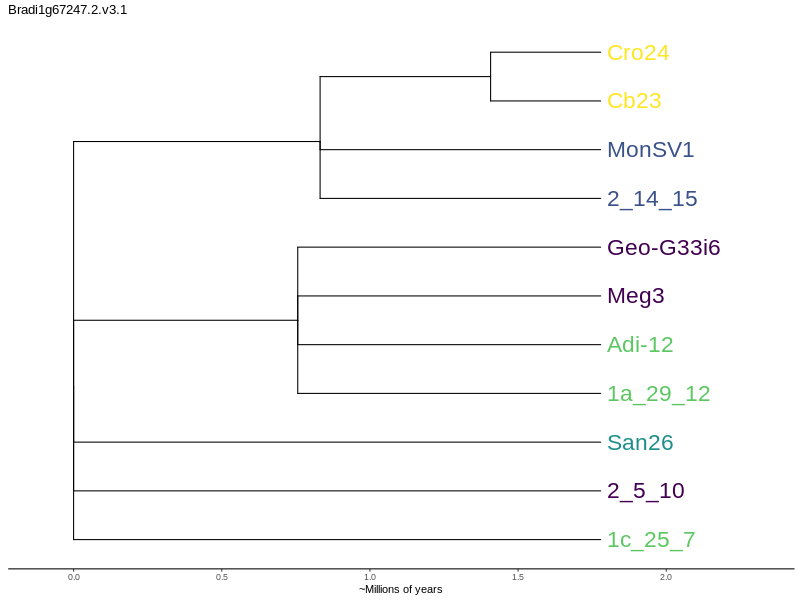 Bradi1g67247.2.v3.1
Cro24
Cb23
MonSV1
2_14_15
Geo-G33i6
Meg3
Adi-12
1a_29_12
San26
2_5_10
1c_25_7
0.0 0.5 1.0 1.5 2.0
~Millions of years